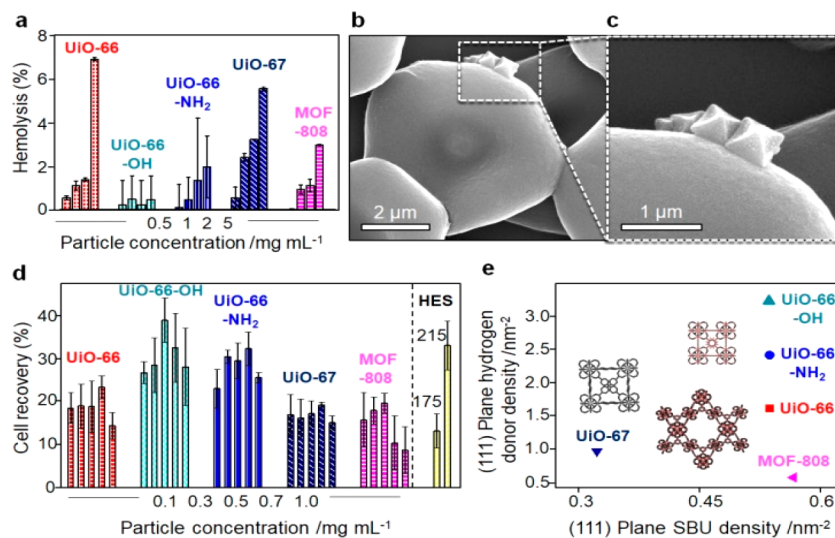 a
Hemolysis (%)
8
6
4
2
0
UiO-66
UiO-66
-OH
UiO-66
-NH₂
UiO-67
MOF
-808
0.5 1 2 5
Particle concentration /mg mL⁻¹
b
2 µm
c
1 µm
d
Cell recovery (%)
40
30
20
10
0
UiO-66
UiO-66-OH
UiO-66
-NH₂
UiO-67
MOF
-808
HES
215
175
0.1 0.3 0.5 0.7 1.0
Particle concentration /mg mL⁻¹
e
(111) Plane hydrogen
donor density /nm⁻²
3.0
2.5
2.0
1.5
1.0
0.5
UiO-66
-OH
UiO-66
-NH₂
UiO-66
UiO-67
MOF-808
0.3 0.45 0.6
(111) Plane SBU density /nm⁻²